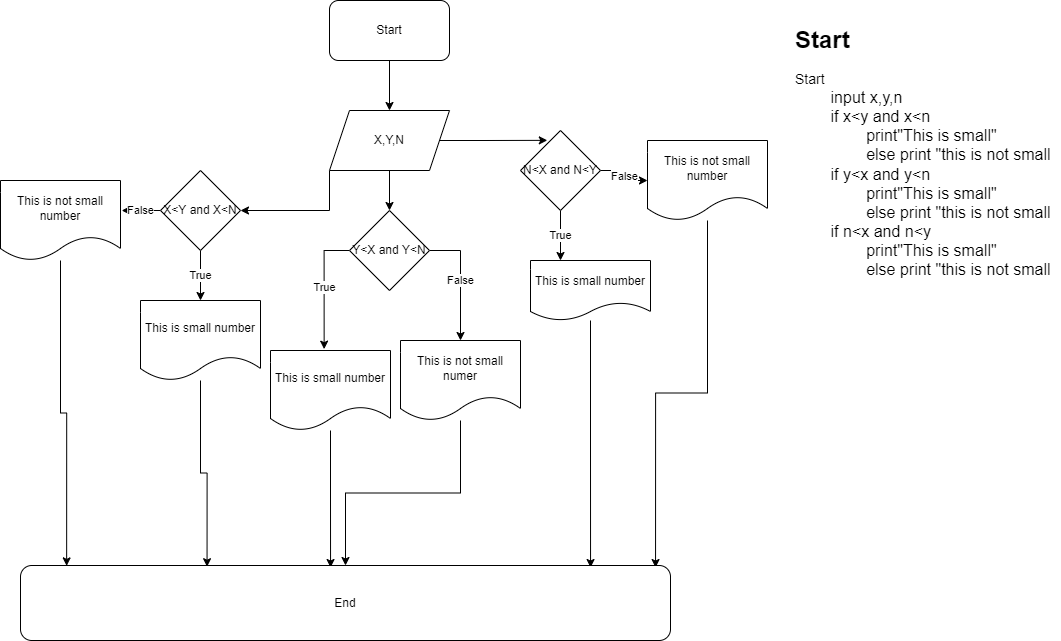 Start
X,Y,N
N<X and N<Y
False
This is not small
number
X<Y and X<N
False
This is not small
number
True
This is small number
Y<X and Y<N
True
This is small number
False
This is not small
numer
True
This is small number
End
Start
Start
input x,y,n
if x<y and x<n
print"This is small"
else print "this is not small
if y<x and y<n
print"This is small"
else print "this is not small
if n<x and n<y
print"This is small"
else print "this is not small